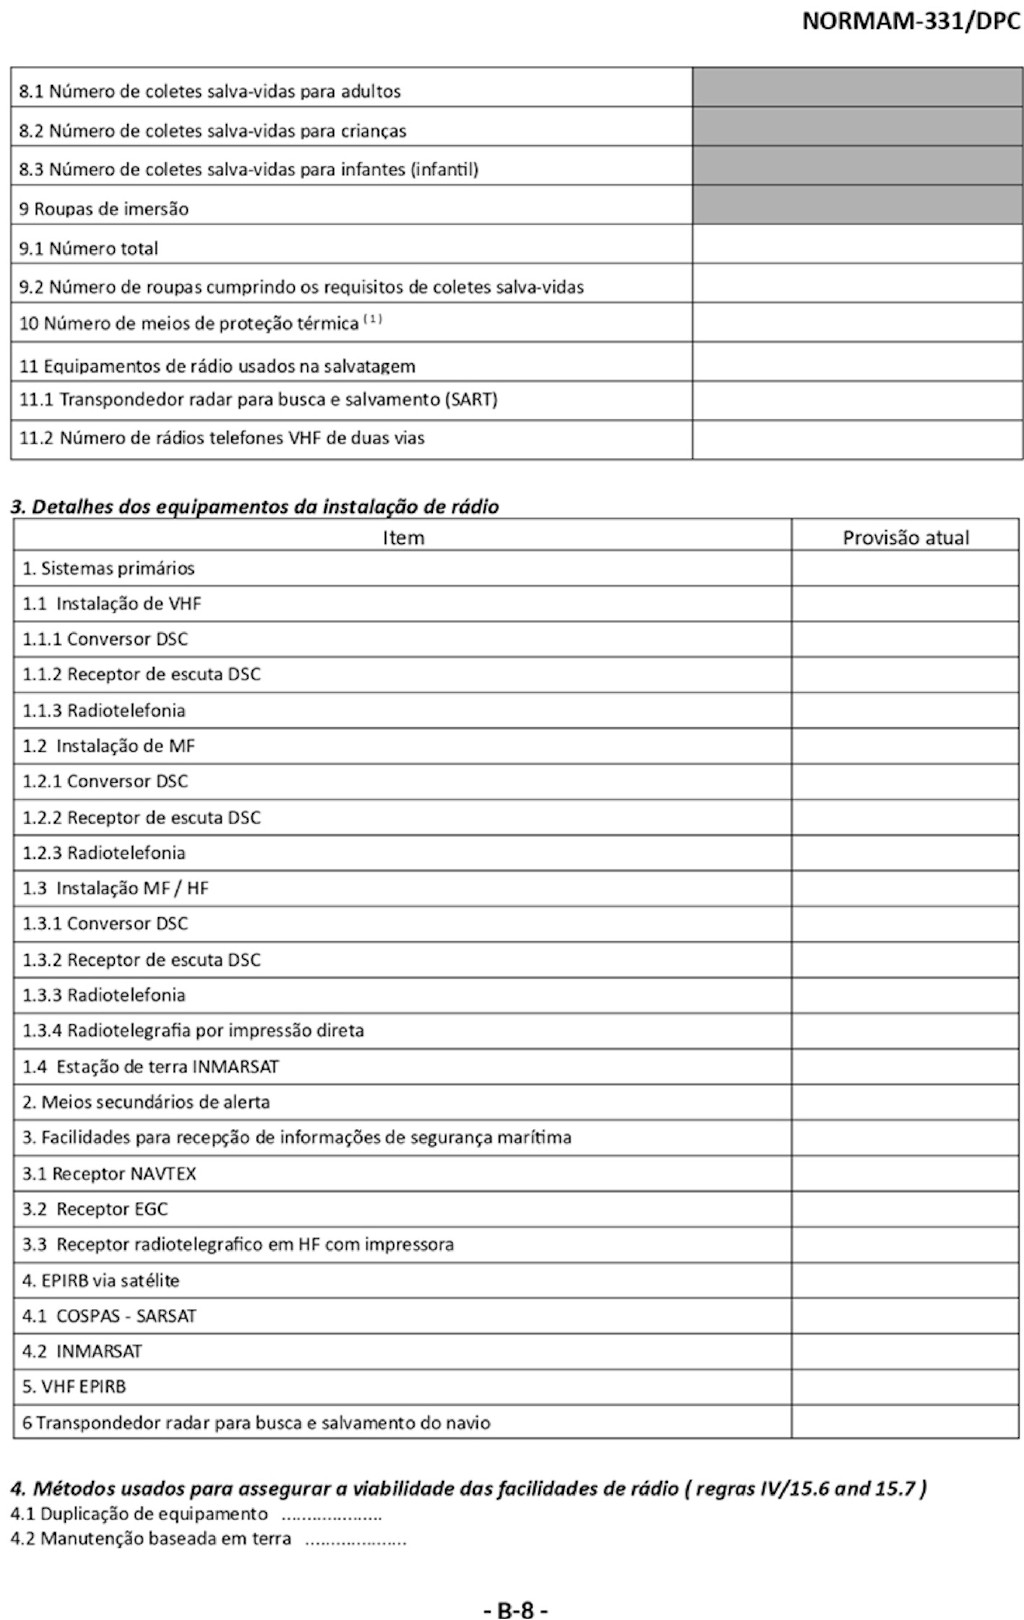 NORMAM-331/DPC
8.1 Número de coletes salva-vidas para adultos
8.2 Número de coletes salva-vidas para crianças
8.3 Número de coletes salva-vidas para infantes (infantil)
9 Roupas de imersão
9.1 Número total
9.2 Número de roupas cumprindo os requisitos de coletes salva-vidas
10 Número de meios de proteção térmica (1)
11 Equipamentos de rádio usados na salvatagem
11.1 Transpondedor radar para busca e salvamento (SART)
11.2 Número de rádios telefones VHF de duas vias
3. Detalhes dos equipamentos da instalação de rádio
Item Provisão atual
1. Sistemas primários
1.1 Instalação de VHF
1.1.1 Conversor DSC
1.1.2 Receptor de escuta DSC
1.1.3 Radiotelefonia
1.2 Instalação de MF
1.2.1 Conversor DSC
1.2.2 Receptor de escuta DSC
1.2.3 Radiotelefonia
1.3 Instalação MF / HF
1.3.1 Conversor DSC
1.3.2 Receptor de escuta DSC
1.3.3 Radiotelefonia
1.3.4 Radiotelegrafia por impressão direta
1.4 Estação de terra INMARSAT
2. Meios secundários de alerta
3. Facilidades para recepção de informações de segurança marítima
3.1 Receptor NAVTEX
3.2 Receptor EGC
3.3 Receptor radiotelegrafico em HF com impressora
4. EPIRB via satélite
4.1 COSPAS - SARSAT
4.2 INMARSAT
5. VHF EPIRB
6 Transpondedor radar para busca e salvamento do navio
4. Métodos usados para assegurar a viabilidade das facilidades de rádio ( regras IV/15.6 and 15.7 )
4.1 Duplicação de equipamento ....................
4.2 Manutenção baseada em terra ....................
- B-8 -